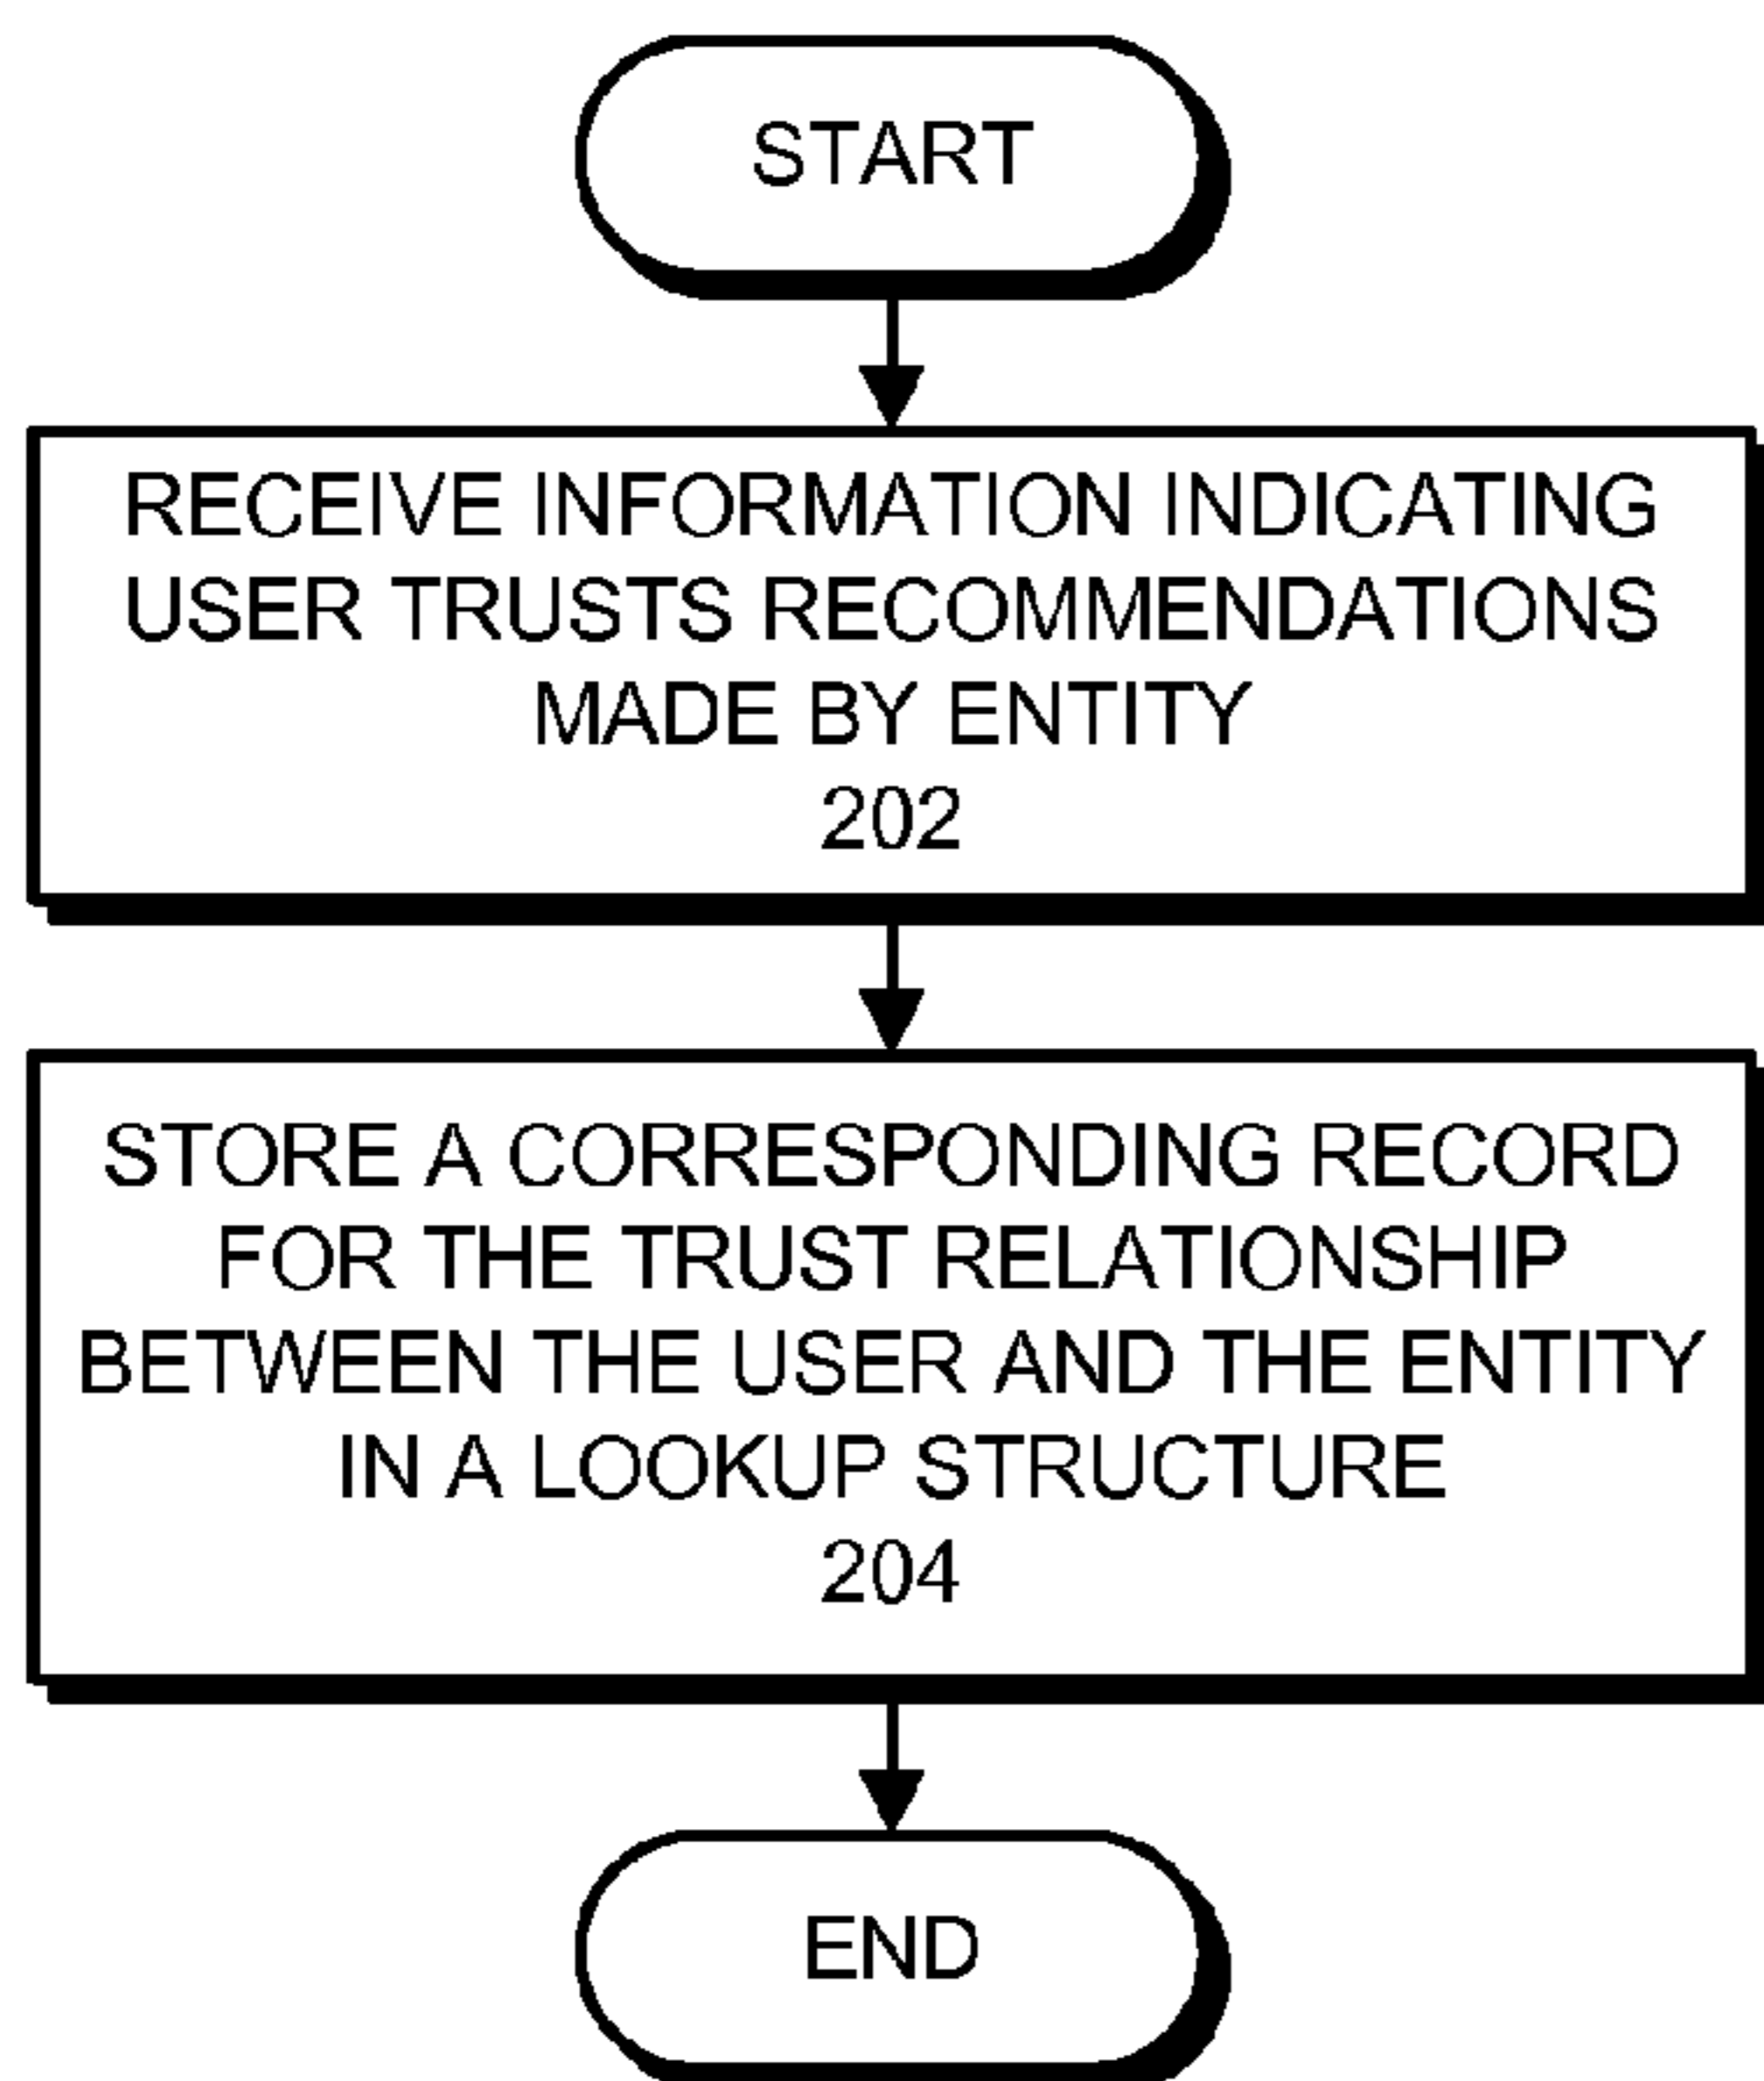 START
RECEIVE INFORMATION INDICATING
USER TRUSTS RECOMMENDATIONS
MADE BY ENTITY
202
STORE A CORRESPONDING RECORD
FOR THE TRUST RELATIONSHIP
BETWEEN THE USER AND THE ENTITY
IN A LOOKUP STRUCTURE
204
END